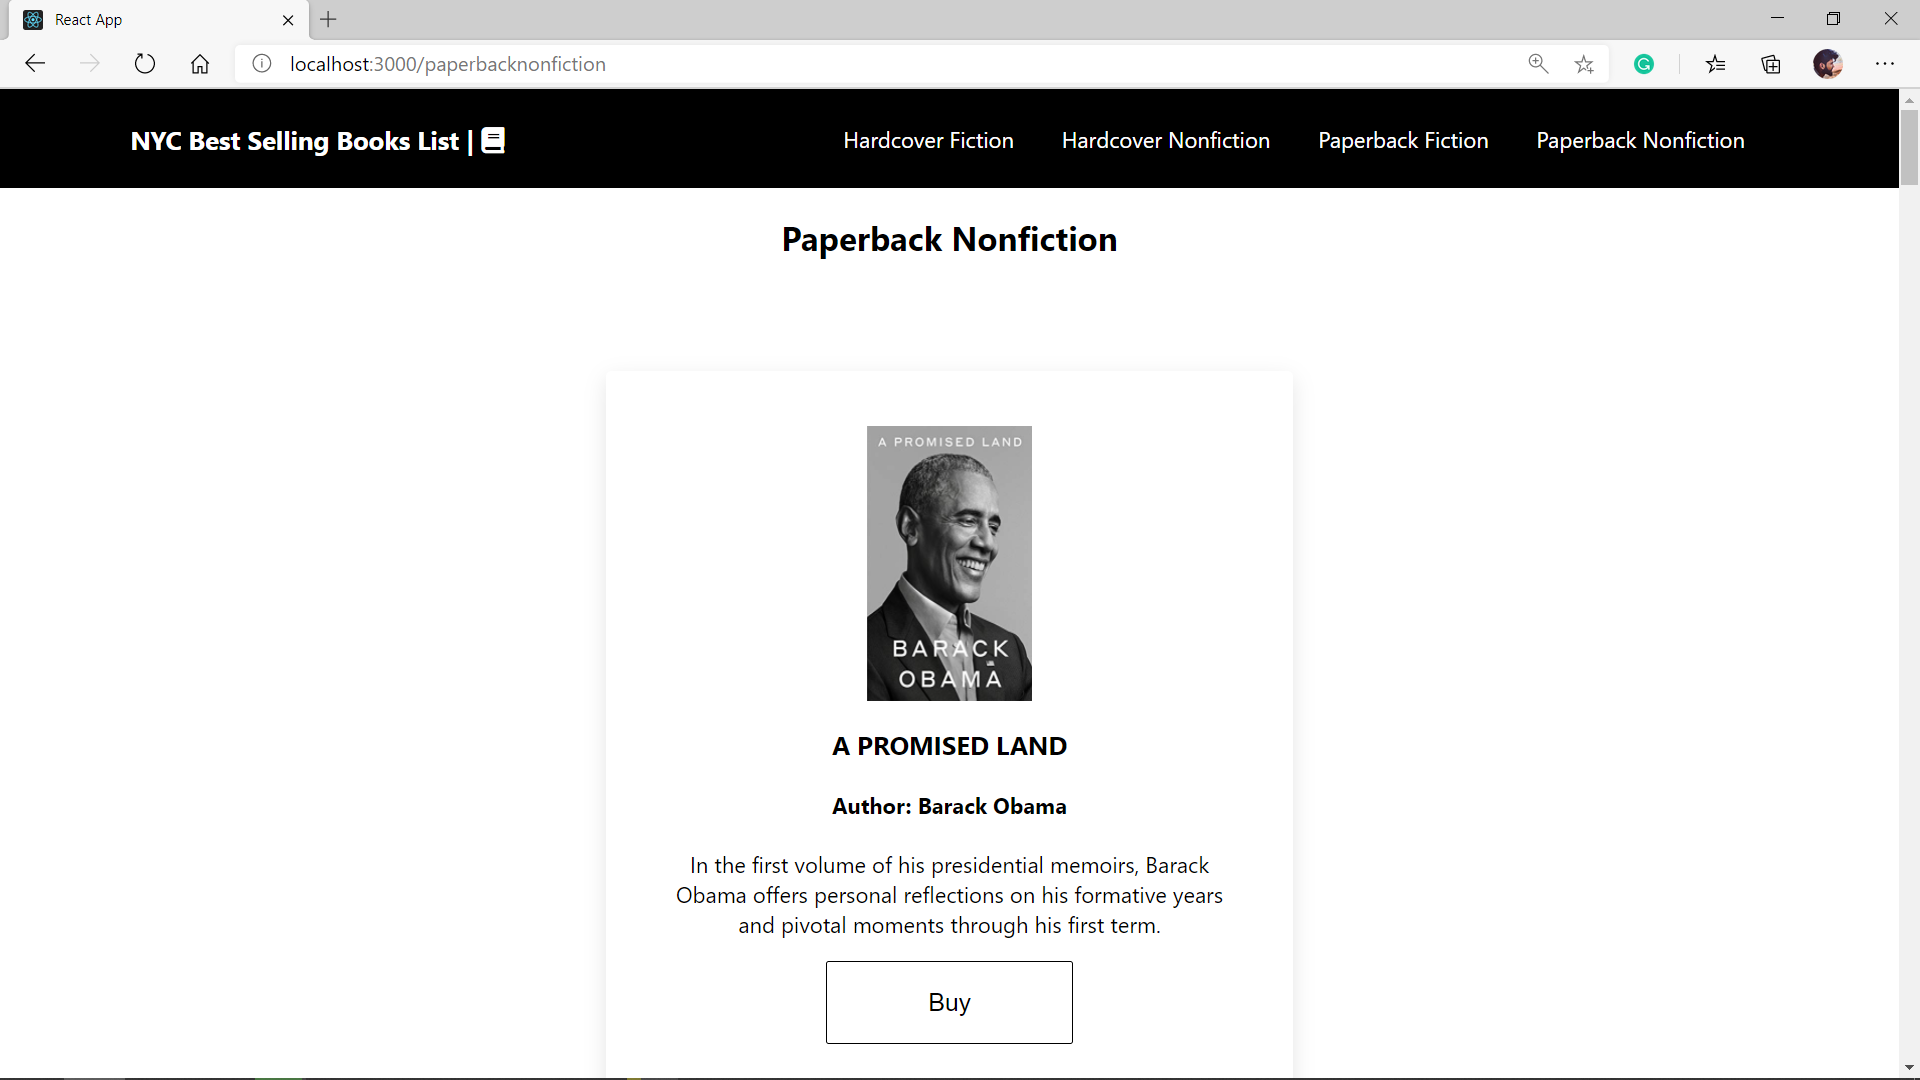 React App
localhost:3000/paperbacknonfiction
NYC Best Selling Books List |
Hardcover Fiction
Hardcover Nonfiction
Paperback Fiction
Paperback Nonfiction
Paperback Nonfiction
A PROMISED LAND
BARACK
OBAMA
A PROMISED LAND
Author: Barack Obama
In the first volume of his presidential memoirs, Barack
Obama offers personal reflections on his formative years
and pivotal moments through his first term.
Buy